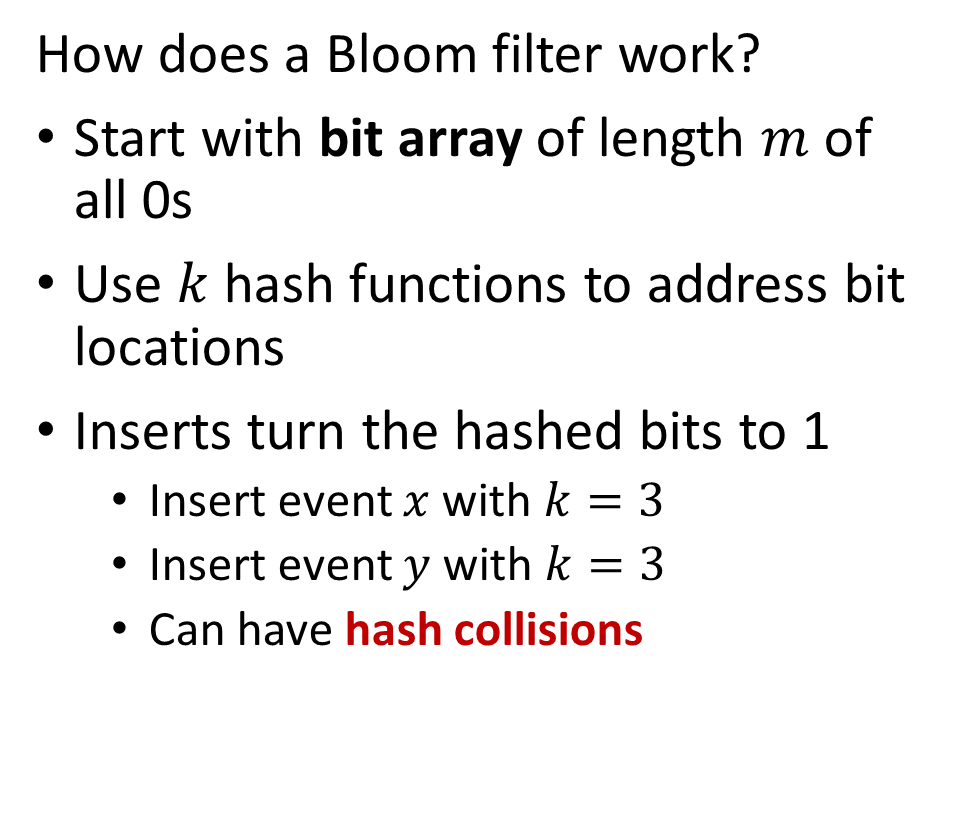 How does a Bloom filter work?
• Start with bit array of length 𝑚 of
all 0s
• Use 𝑘 hash functions to address bit
locations
• Inserts turn the hashed bits to 1
• Insert event 𝑥 with 𝑘 = 3
• Insert event 𝑦 with 𝑘 = 3
• Can have hash collisions